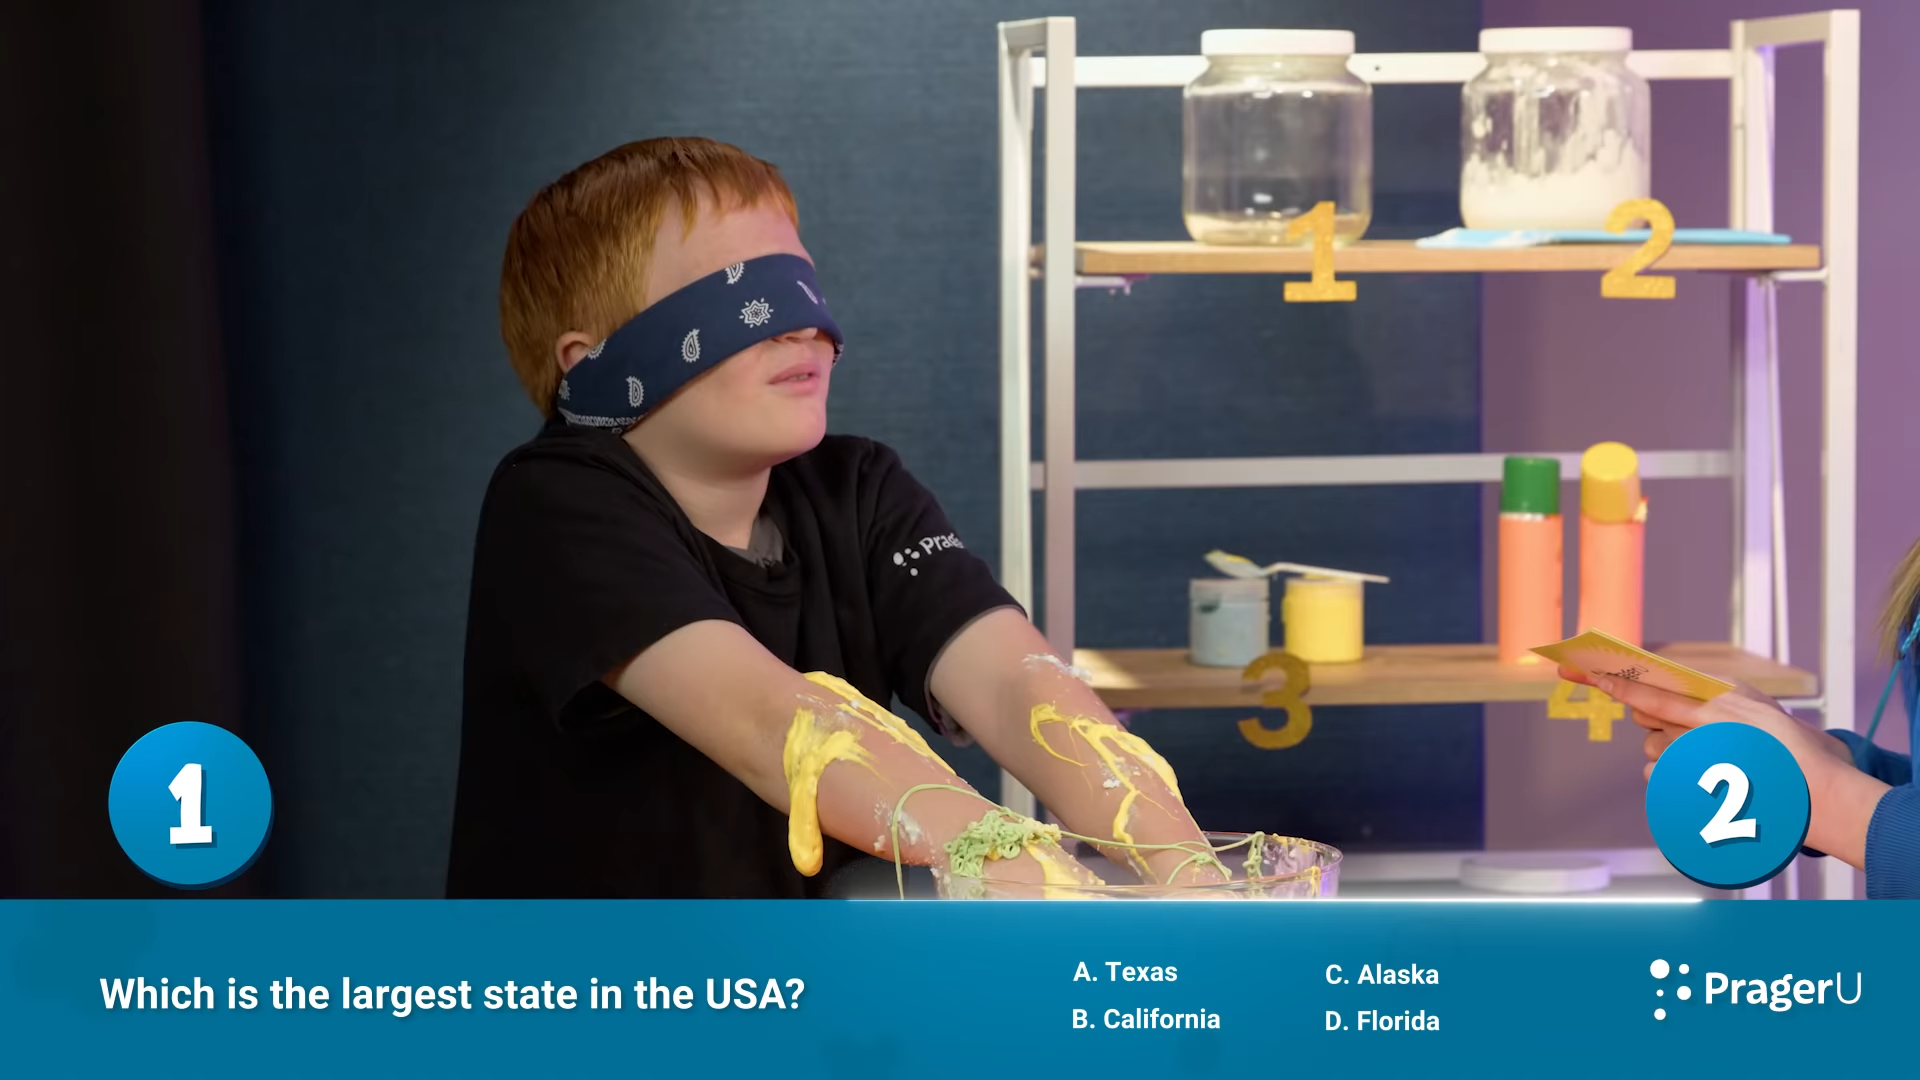 1
2
Prage
3
4
1
2
Which is the largest state in the USA?
A. Texas
B. California
C. Alaska
D. Florida
PragerU